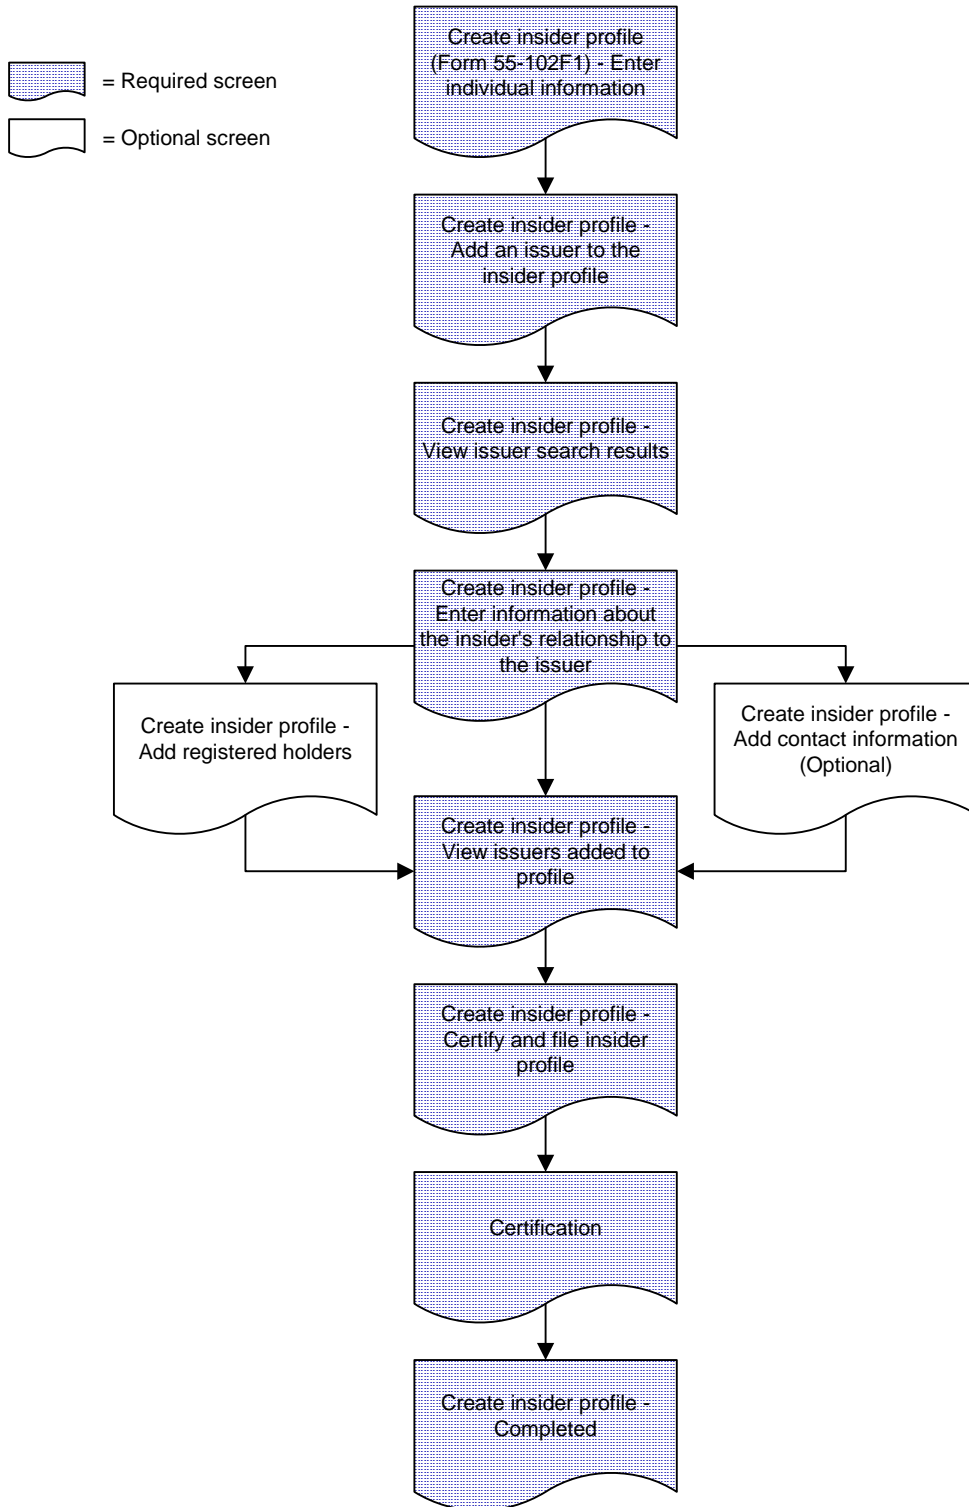 = Required screen
= Optional screen
Create insider profile
(Form 55-102F1) - Enter
individual information
Create insider profile -
Add an issuer to the
insider profile
Create insider profile -
View issuer search results
Create insider profile -
Enter information about
the insider's relationship to
the issuer
Create insider profile -
Add registered holders
Create insider profile -
Add contact information
(Optional)
Create insider profile -
View issuers added to
profile
Create insider profile -
Certify and file insider
profile
Certification
Create insider profile -
Completed